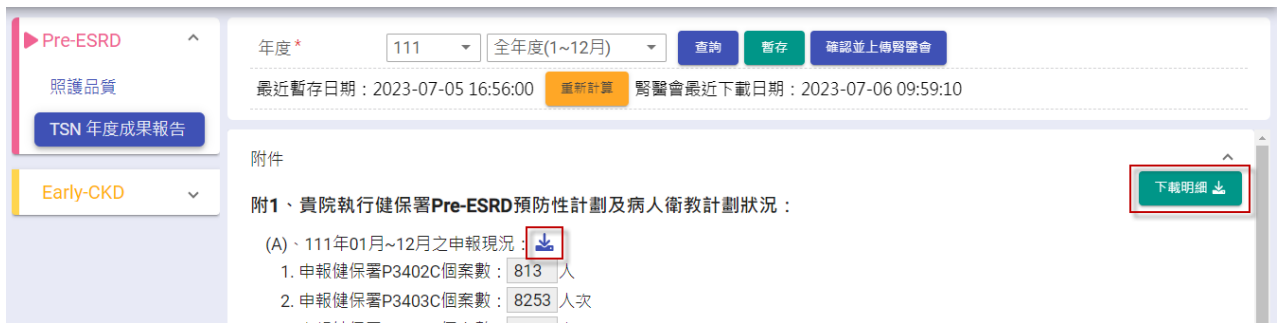 Pre-ESRD
照護品質
TSN 年度成果報告
Early-CKD
年度* 111 全年度(1~12月) 查詢 暫存 確認並上傳腎醫會
最近暫存日期：2023-07-05 16:56:00 重新計算 腎醫會最近下載日期：2023-07-06 09:59:10
附件
下載明細
附1、貴院執行健保署Pre-ESRD預防性計劃及病人衛教計劃狀況：
(A)、111年01月~12月之申報現況：
1. 申報健保署P3402C個案數：813 人
2. 申報健保署P3403C個案數：8253 人次